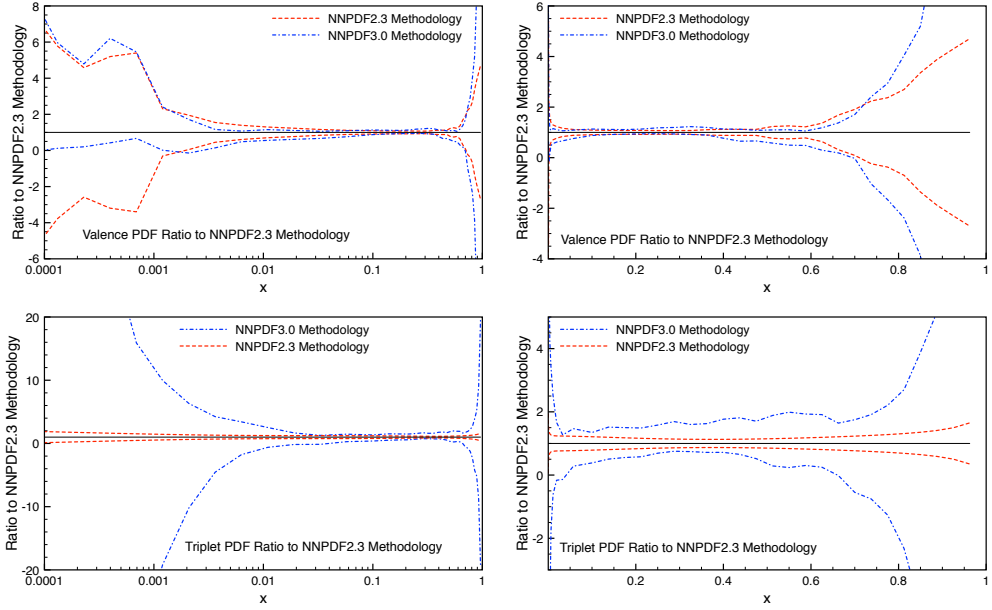 Ratio to NNPDF2.3 Methodology
8
6
4
2
0
-2
-4
-6
NNPDF2.3 Methodology
NNPDF3.0 Methodology
Valence PDF Ratio to NNPDF2.3 Methodology
0.0001
0.001
0.01
0.1
1
x
Ratio to NNPDF2.3 Methodology
6
4
2
0
-2
-4
NNPDF2.3 Methodology
NNPDF3.0 Methodology
Valence PDF Ratio to NNPDF2.3 Methodology
0.2
0.4
0.6
0.8
1
x
Ratio to NNPDF2.3 Methodology
20
10
0
-10
-20
NNPDF3.0 Methodology
NNPDF2.3 Methodology
Triplet PDF Ratio to NNPDF2.3 Methodology
0.0001
0.001
0.01
0.1
1
x
Ratio to NNPDF2.3 Methodology
4
2
0
-2
NNPDF3.0 Methodology
NNPDF2.3 Methodology
Triplet PDF Ratio to NNPDF2.3 Methodology
0.2
0.4
0.6
0.8
1
x